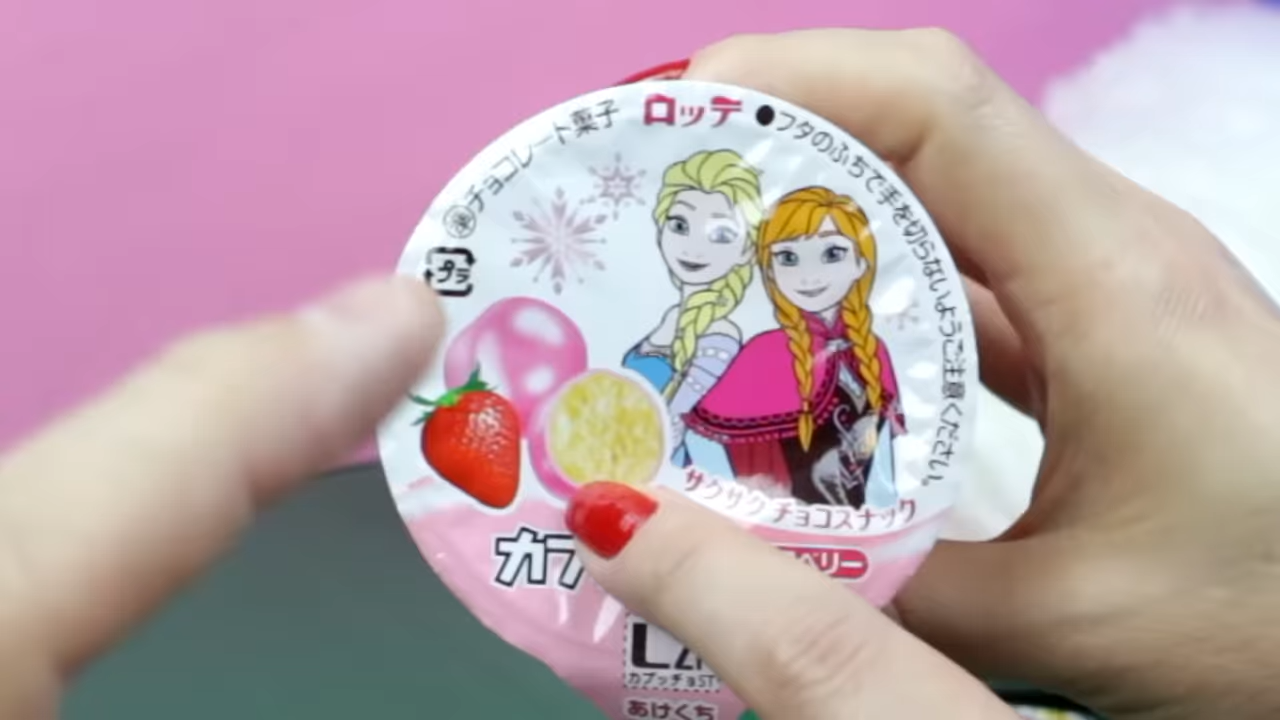 チョコレート菓子
ロッテ
●フタのふちで手を切らないようご注意ください。
プラ
サクサクチョコスナック
カプ
ベリー
カプッチョST
あけくち